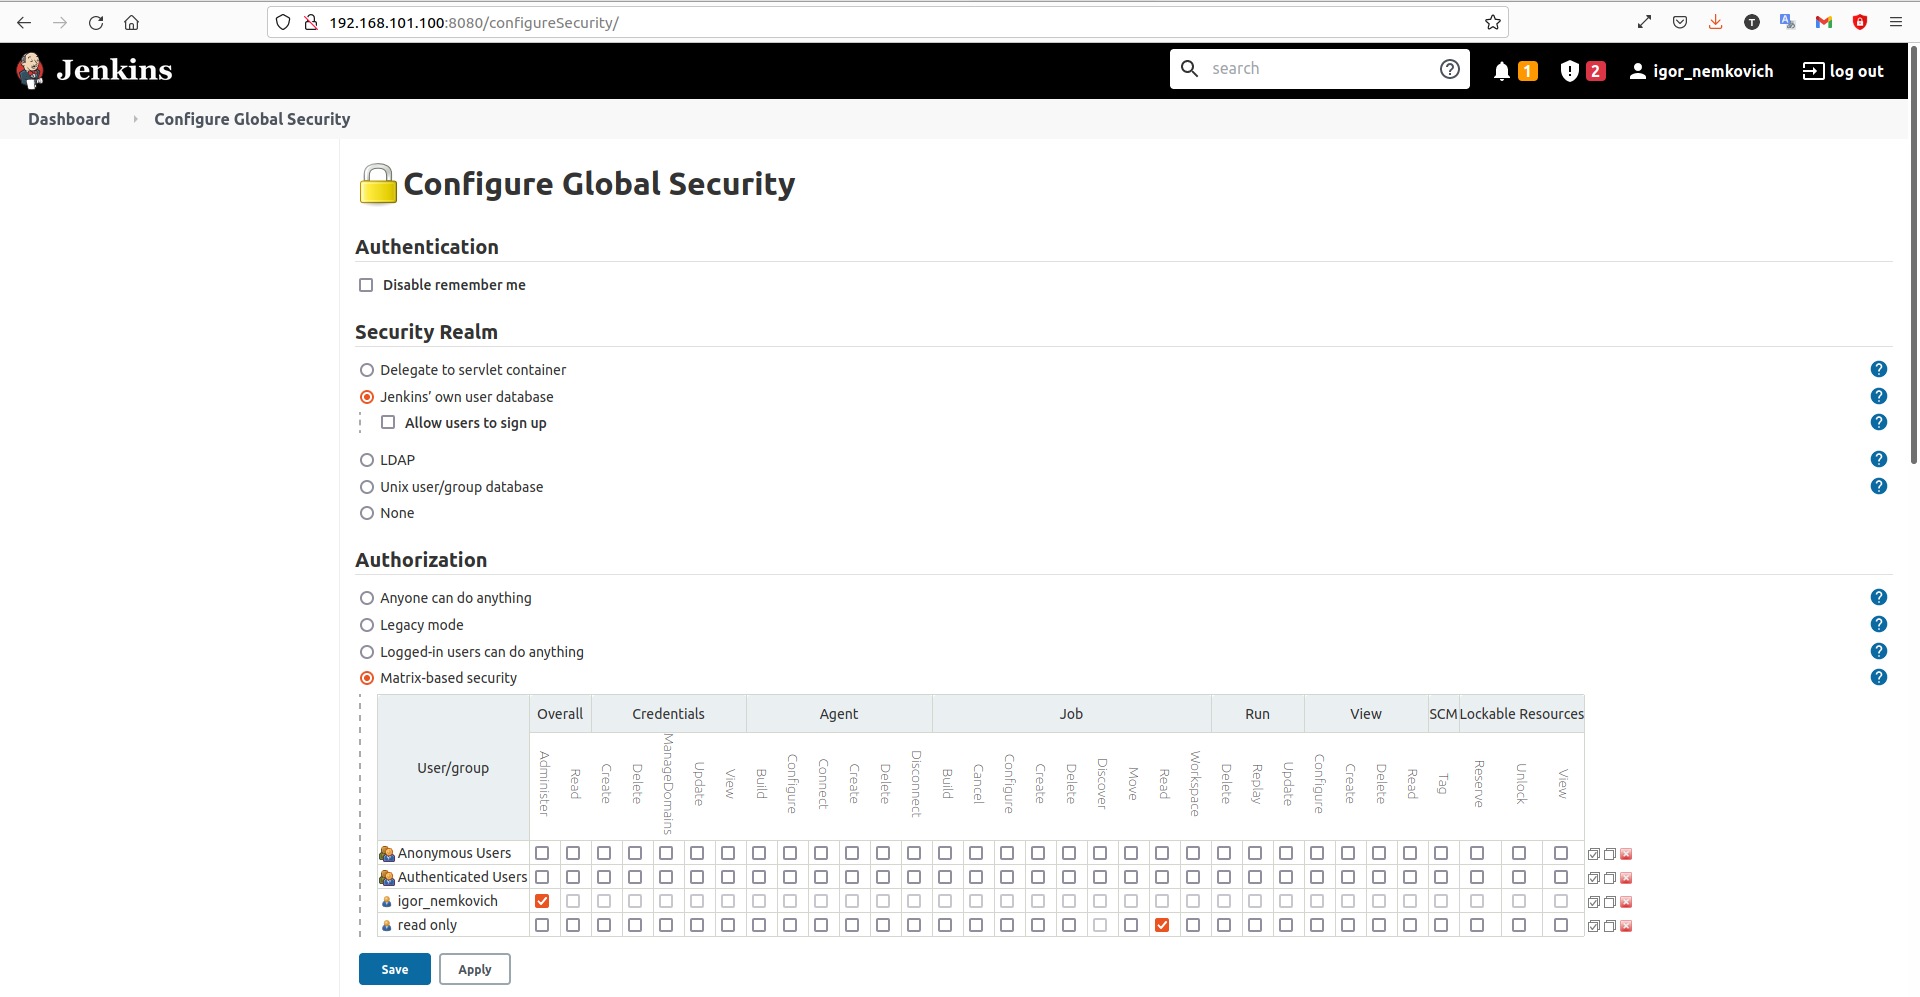 192.168.101.100:8080/configureSecurity/
Jenkins
search
1
2
igor_nemkovich
log out
Dashboard
Configure Global Security
Configure Global Security
Authentication
Disable remember me
Security Realm
Delegate to servlet container
Jenkins’ own user database
Allow users to sign up
LDAP
Unix user/group database
None
Authorization
Anyone can do anything
Legacy mode
Logged-in users can do anything
Matrix-based security
User/group Overall Credentials Agent Job Run View SCM Lockable Resources
Administer Read Create Delete ManageDomains Update View Build Configure Connect Create Delete Disconnect Build Cancel Configure Create Delete Discover Move Read Workspace Delete Replay Update Configure Create Delete Read Tag Reserve Unlock View
Anonymous Users
Authenticated Users
igor_nemkovich
read only
Save Apply